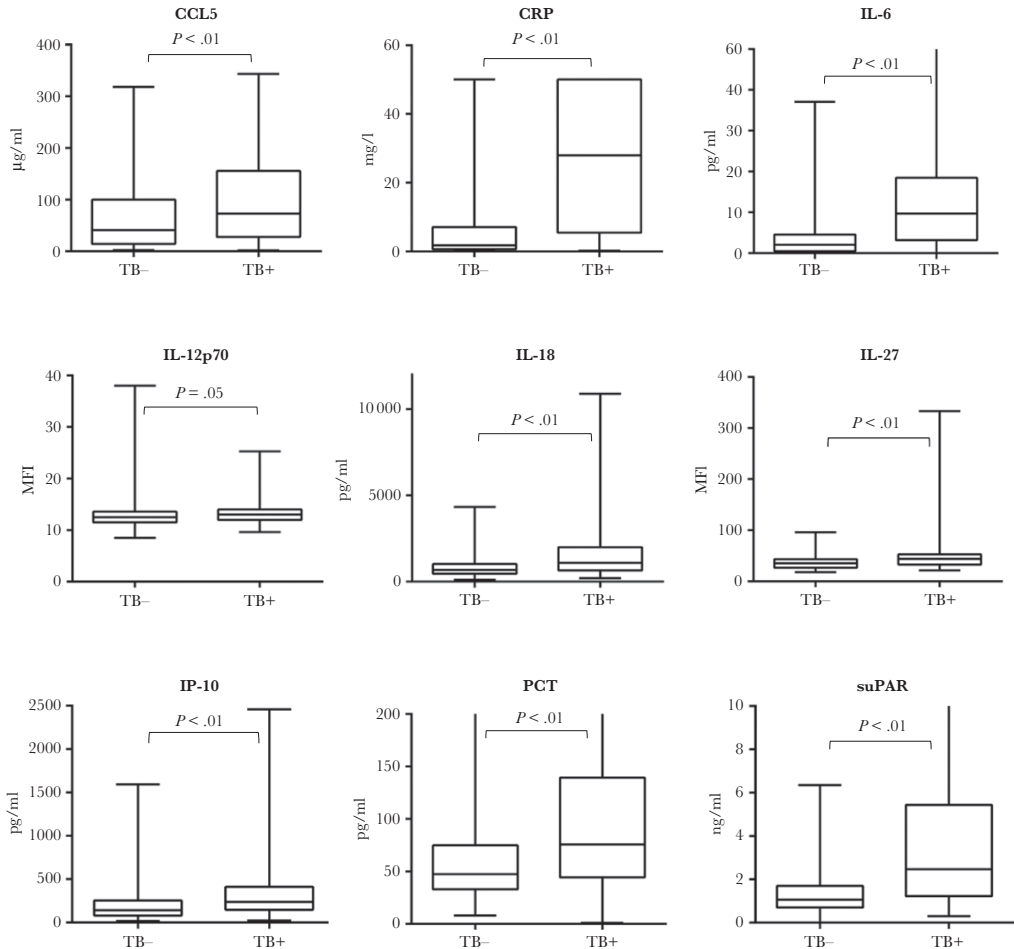 CCL5
400
300
200
100
0
µg/ml
P < .01
TB–
TB+
CRP
60
40
20
0
mg/l
P < .01
TB–
TB+
IL-6
60
40
30
20
10
0
pg/ml
P < .01
TB–
TB+
IL-12p70
40
30
20
10
0
MFI
P = .05
TB–
TB+
IL-18
10 000
5000
0
pg/ml
P < .01
TB–
TB+
IL-27
400
300
200
100
0
MFI
P < .01
TB–
TB+
IP-10
2500
2000
1500
1000
500
0
pg/ml
P < .01
TB–
TB+
PCT
200
150
100
50
0
pg/ml
P < .01
TB–
TB+
suPAR
10
8
6
4
2
0
ng/ml
P < .01
TB–
TB+